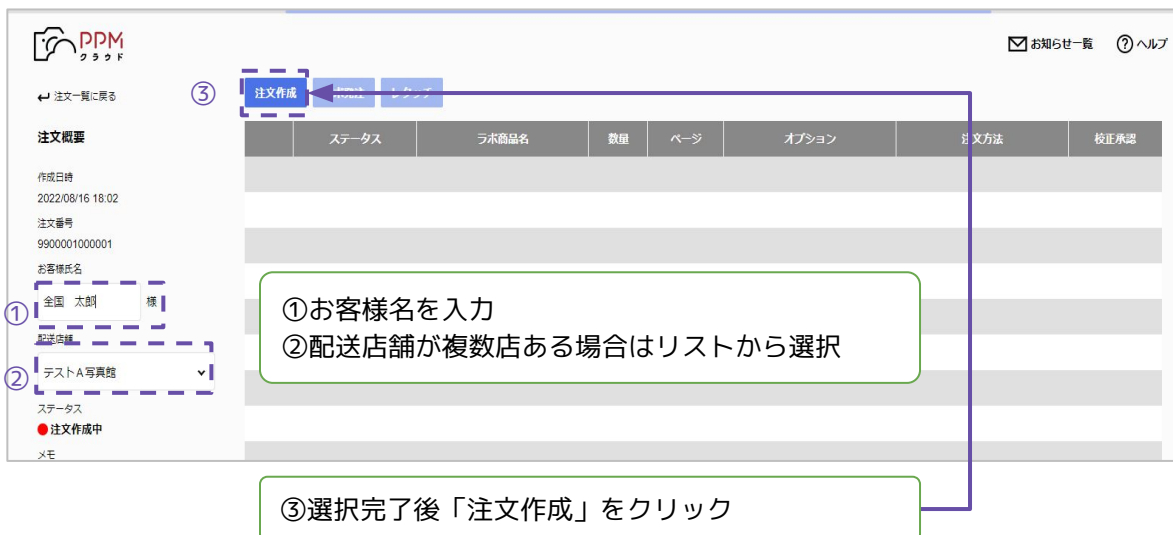 PPM
クラウド
お知らせ一覧
ヘルプ
注文一覧に戻る
③
注文作成
レタッチ
注文概要
ステータス ラボ商品名 数量 ページ オプション 注文方法 校正承認
作成日時
2022/08/16 18:02
注文番号
9900001000001
お客様氏名
①
全国 太郎 様
配送店舗
②
テストA写真館
ステータス
注文作成中
メモ
①お客様名を入力
②配送店舗が複数店ある場合はリストから選択
③選択完了後「注文作成」をクリック